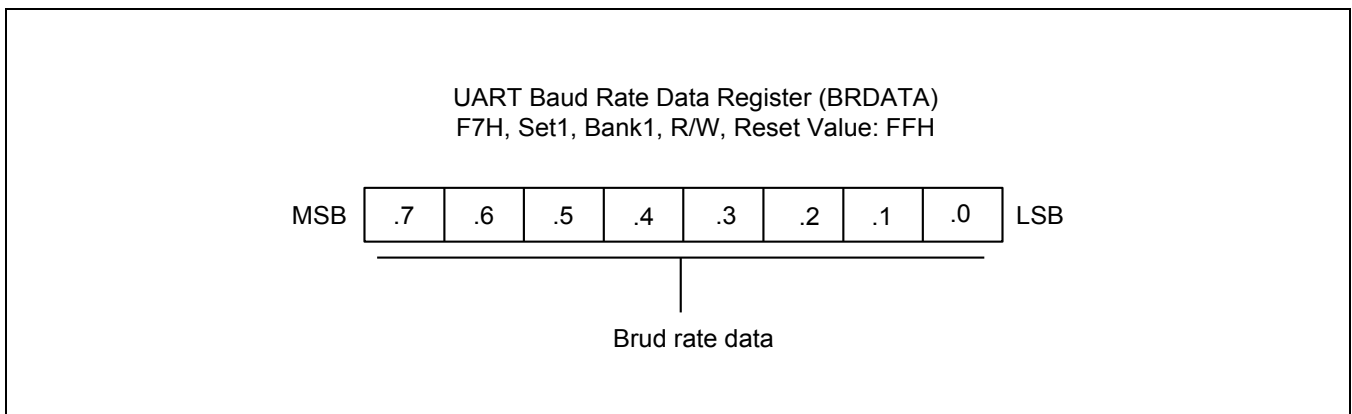 UART Baud Rate Data Register (BRDATA)
F7H, Set1, Bank1, R/W, Reset Value: FFH
MSB .7 .6 .5 .4 .3 .2 .1 .0 LSB
Brud rate data